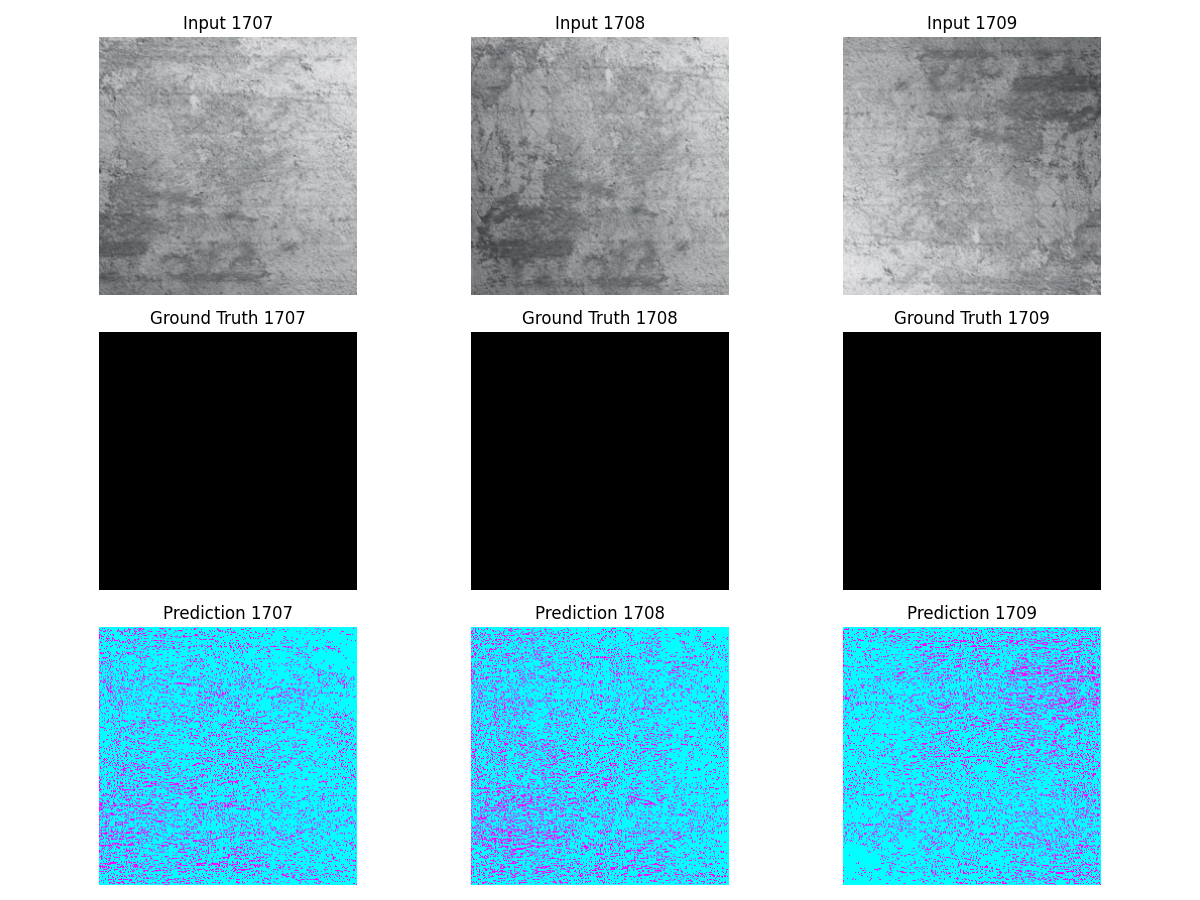 Input 1707
Input 1708
Input 1709
Ground Truth 1707
Ground Truth 1708
Ground Truth 1709
Prediction 1707
Prediction 1708
Prediction 1709